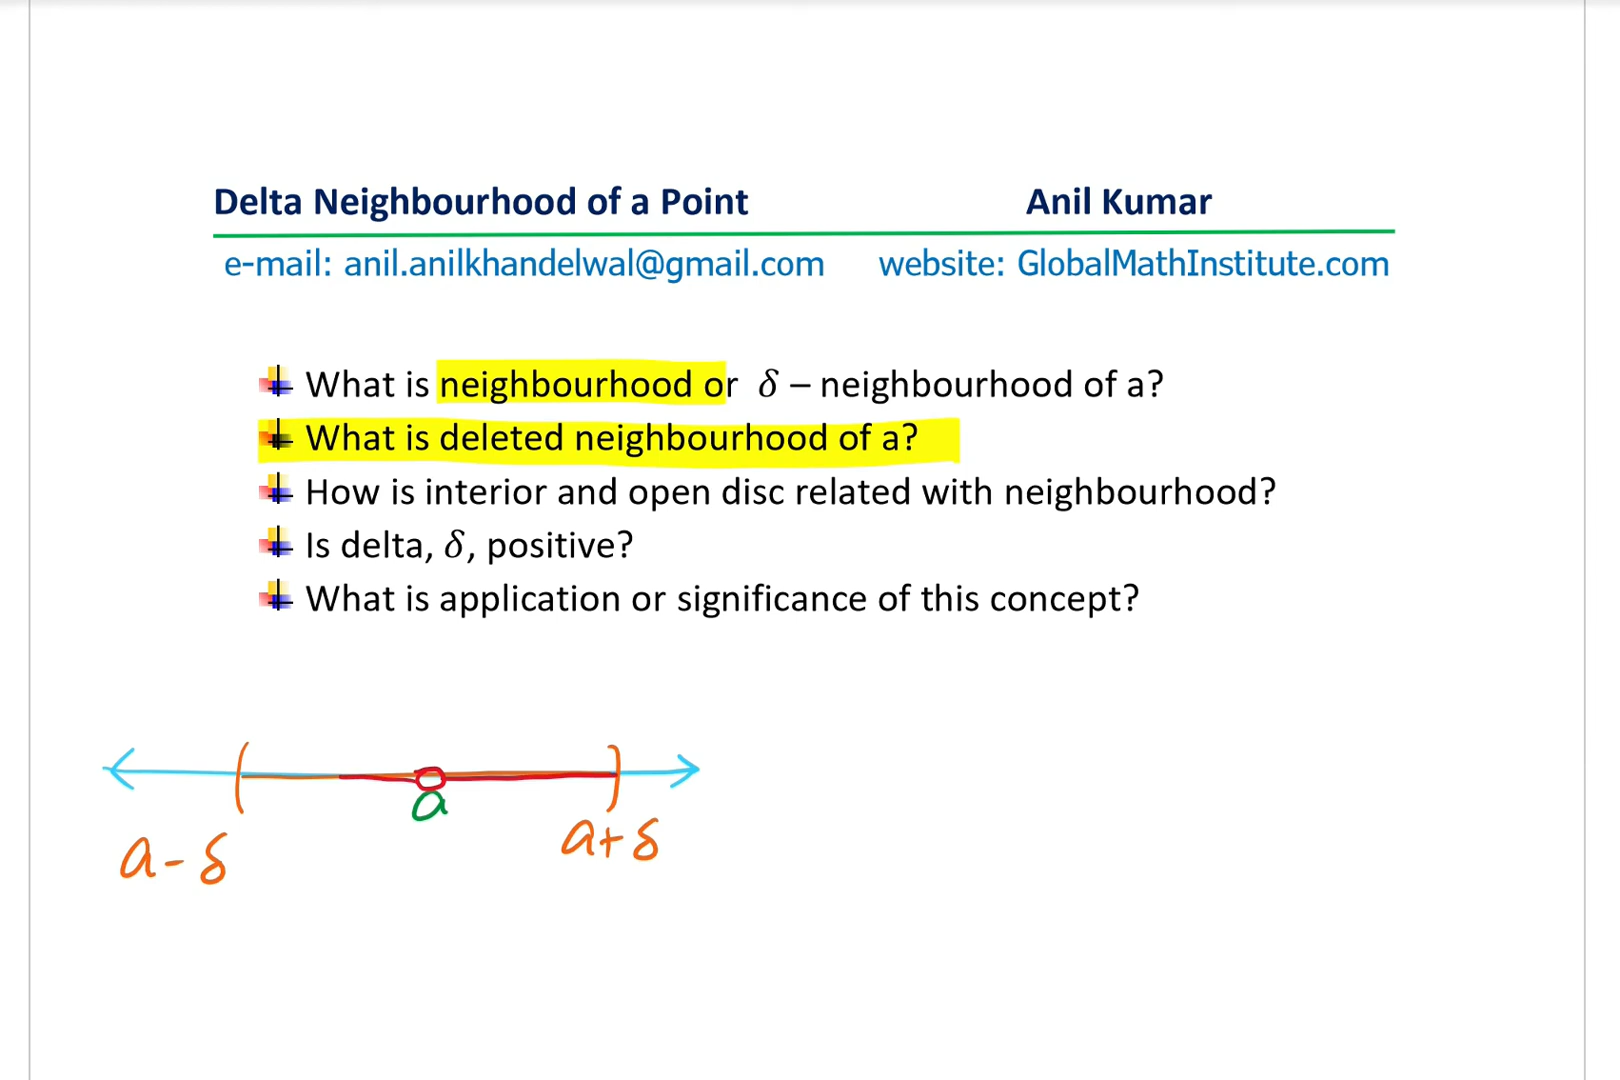 Delta Neighbourhood of a Point Anil Kumar
e-mail: anil.anilkhandelwal@gmail.com website: GlobalMathInstitute.com
What is neighbourhood or δ – neighbourhood of a?
What is deleted neighbourhood of a?
How is interior and open disc related with neighbourhood?
Is delta, δ, positive?
What is application or significance of this concept?
a
a - δ a + δ